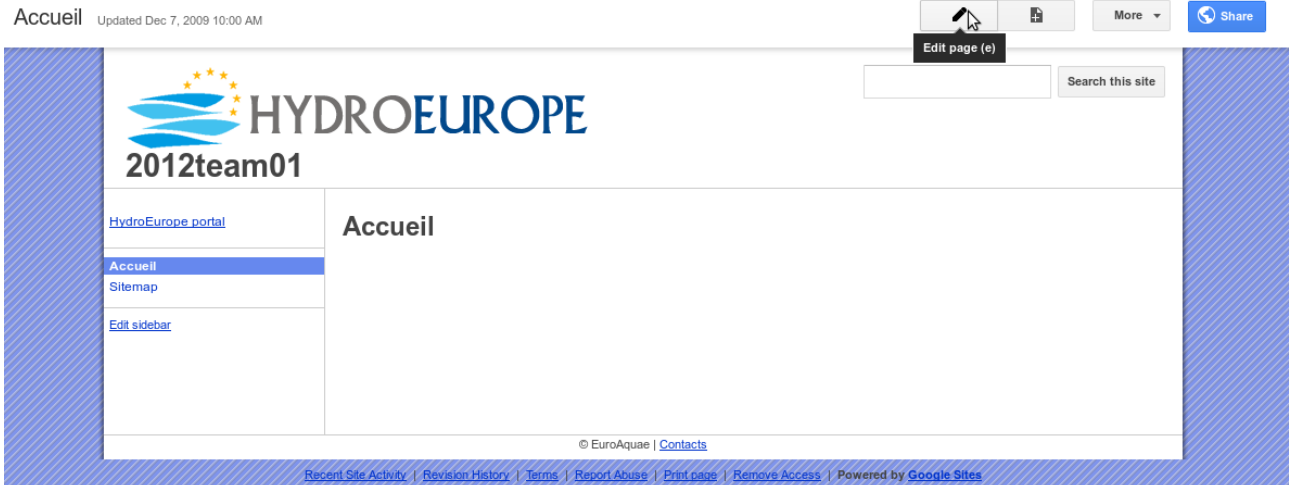 Accueil Updated Dec 7, 2009 10:00 AM
More
Share
Edit page (e)
Search this site
HYDROEUROPE
2012team01
HydroEurope portal
Accueil
Sitemap
Edit sidebar
Accueil
© EuroAquae | Contacts
Recent Site Activity | Revision History | Terms | Report Abuse | Print page | Remove Access | Powered by Google Sites